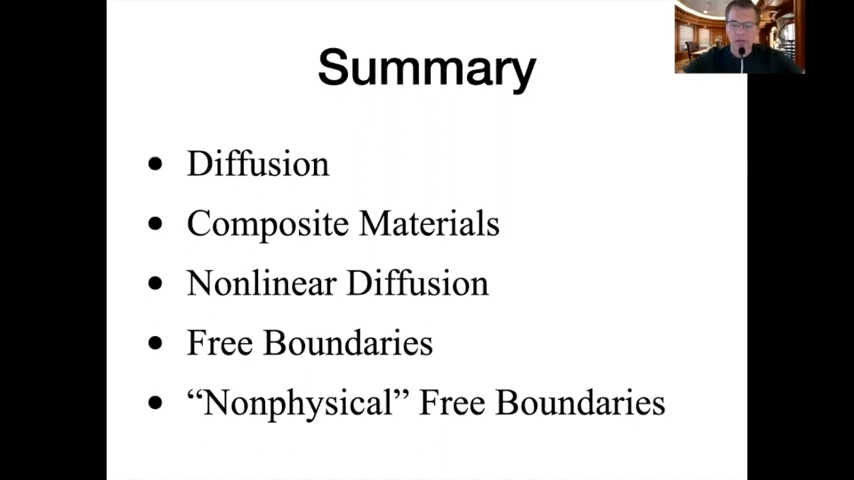 Summary
• Diffusion
• Composite Materials
• Nonlinear Diffusion
• Free Boundaries
• “Nonphysical” Free Boundaries